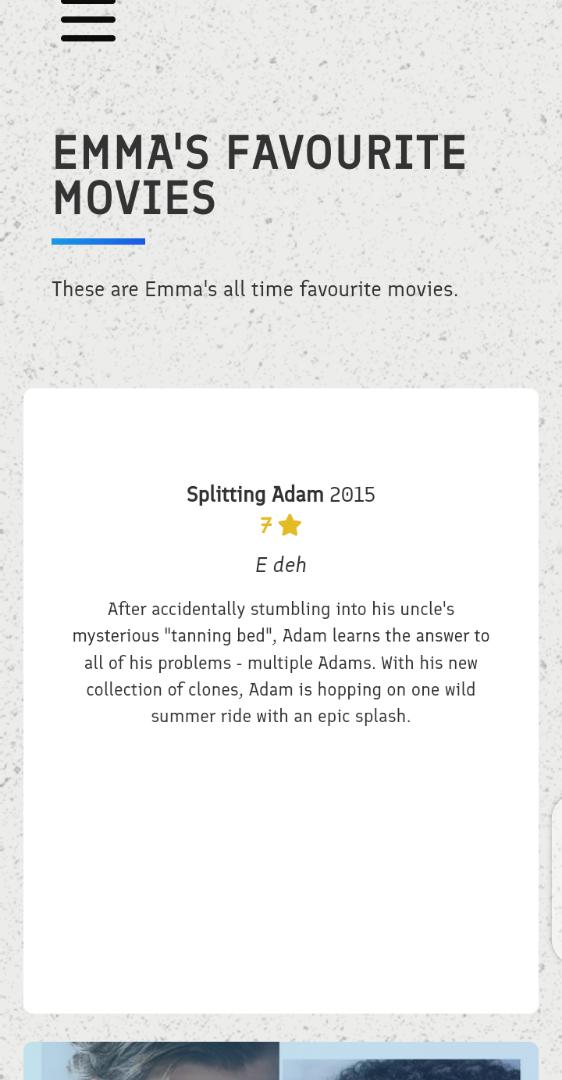 EMMA'S FAVOURITE
MOVIES
These are Emma's all time favourite movies.
Splitting Adam 2015
7
E deh
After accidentally stumbling into his uncle's
mysterious "tanning bed", Adam learns the answer to
all of his problems - multiple Adams. With his new
collection of clones, Adam is hopping on one wild
summer ride with an epic splash.